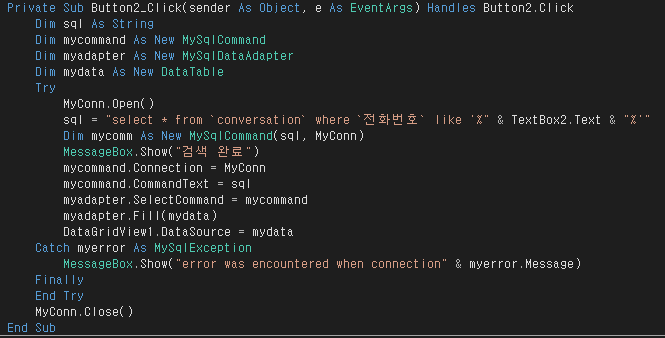 Private Sub Button2_Click(sender As Object, e As EventArgs) Handles Button2.Click
    Dim sql As String
    Dim mycommand As New MySqlCommand
    Dim myadapter As New MySqlDataAdapter
    Dim mydata As New DataTable
    Try
        MyConn.Open()
        sql = "select * from `conversation` where `전화번호` like '%" & TextBox2.Text & "%'"
        Dim mycomm As New MySqlCommand(sql, MyConn)
        MessageBox.Show("검색 완료")
        mycommand.Connection = MyConn
        mycommand.CommandText = sql
        myadapter.SelectCommand = mycommand
        myadapter.Fill(mydata)
        DataGridView1.DataSource = mydata
    Catch myerror As MySqlException
        MessageBox.Show("error was encountered when connection" & myerror.Message)
    Finally
    End Try
    MyConn.Close()
End Sub